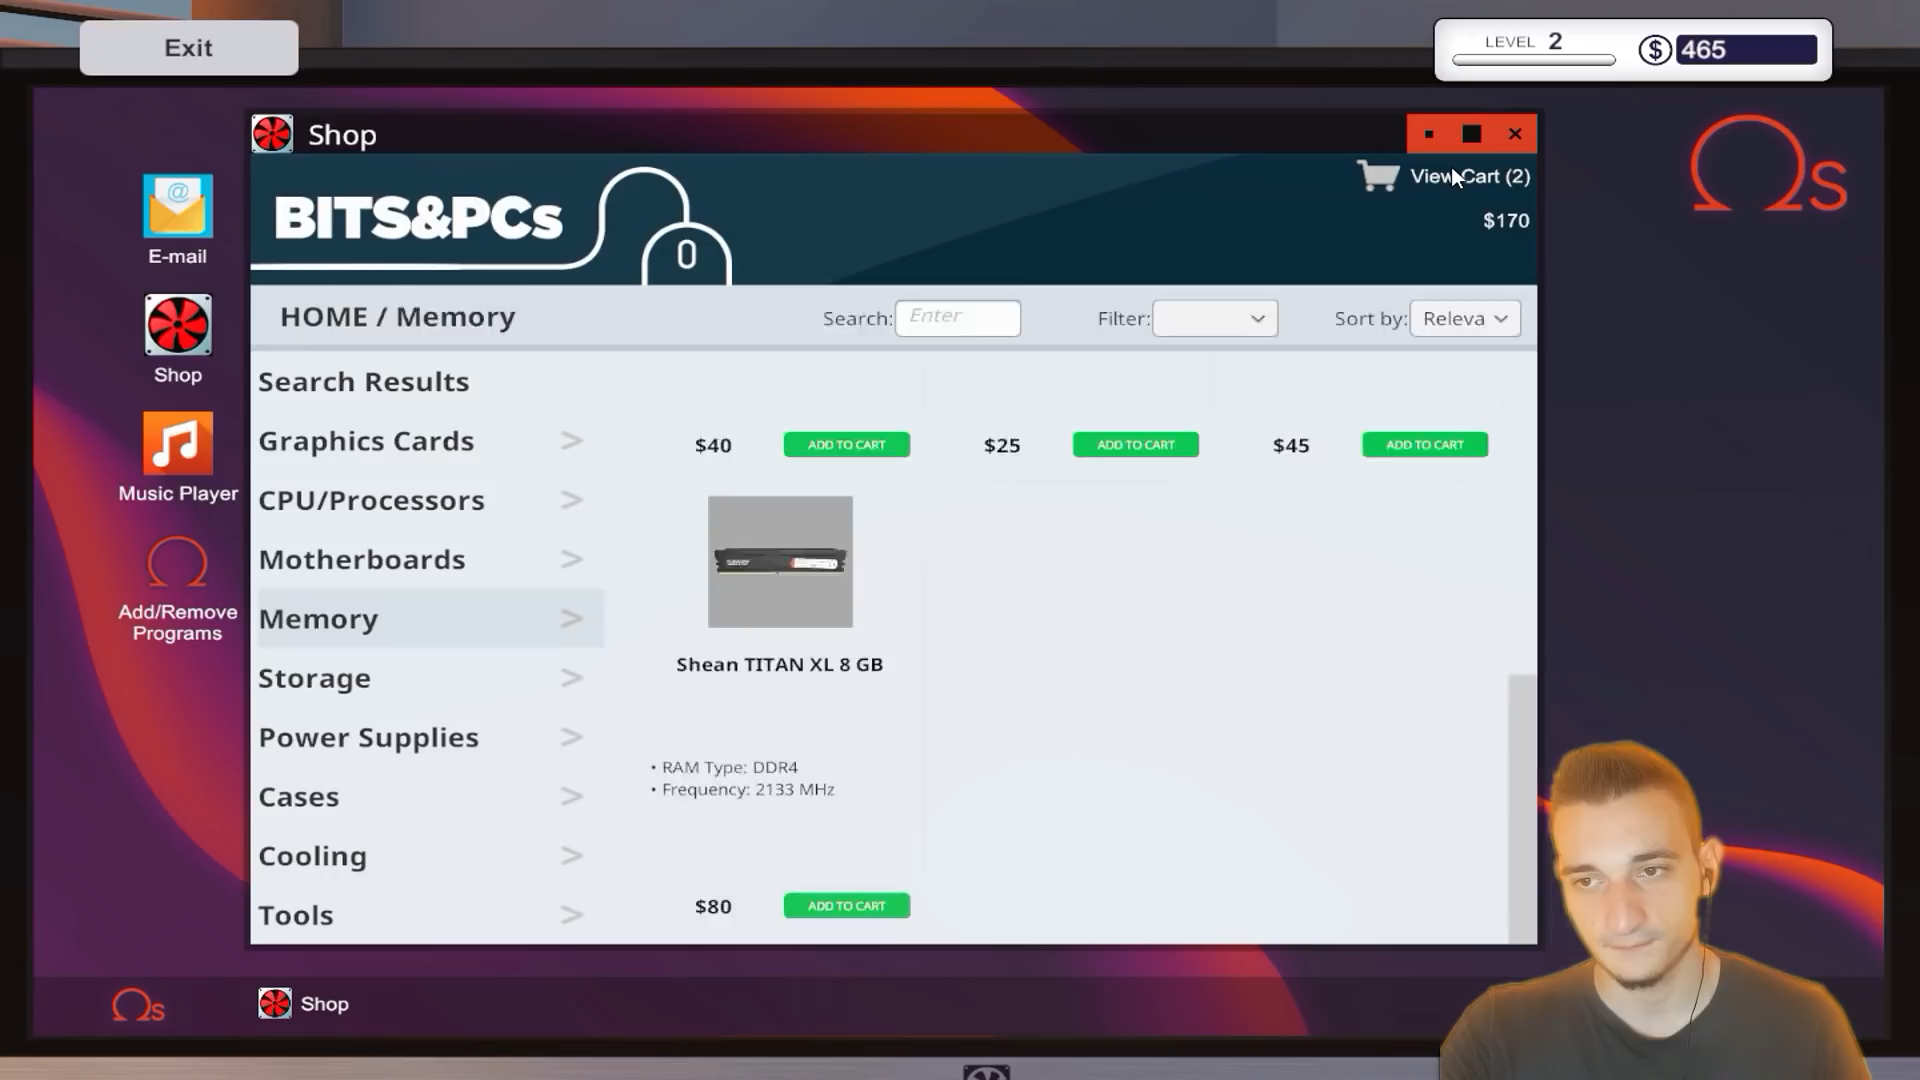 Exit
LEVEL 2
$ 465
Shop
View Cart (2)
BITS&PCs
$170
HOME / Memory
Search: Enter
Filter:
Sort by: Releva
E-mail
Shop
Music Player
Add/Remove
Programs
Search Results
Graphics Cards >
CPU/Processors >
Motherboards >
Memory >
Storage >
Power Supplies >
Cases >
Cooling >
Tools >
$40 ADD TO CART
$25 ADD TO CART
$45 ADD TO CART
Shean TITAN XL 8 GB
• RAM Type: DDR4
• Frequency: 2133 MHz
$80 ADD TO CART
Ωs
Ωs
Shop